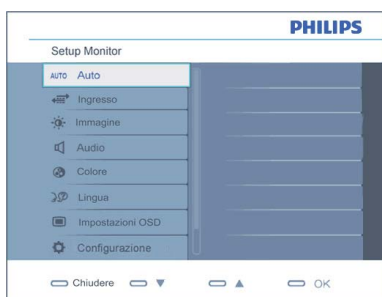 PHILIPS
Setup Monitor
AUTO Auto
Ingresso
Immagine
Audio
Colore
Lingua
Impostazioni OSD
Configurazione
Chiudere ▼ ▲ OK